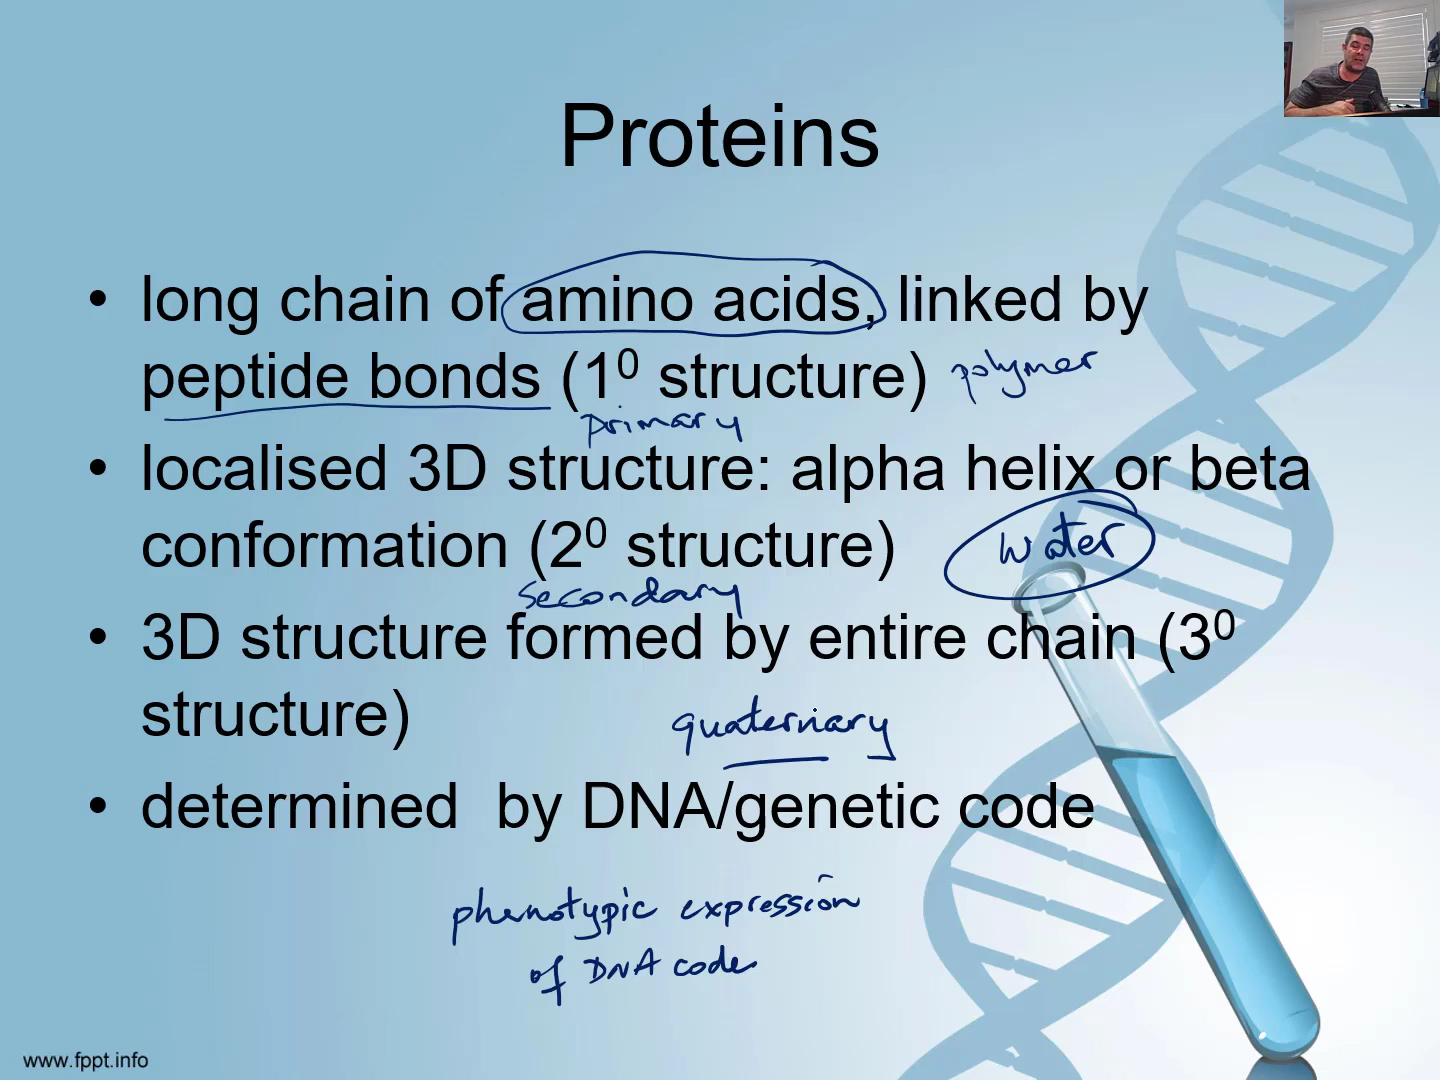 Proteins
• long chain of amino acids, linked by
peptide bonds (1⁰ structure) polymer
primary
• localised 3D structure: alpha helix or beta
conformation (2⁰ structure) water
secondary
• 3D structure formed by entire chain (3⁰
structure)
quaternary
• determined by DNA/genetic code
phenotypic expression
of DNA code
www.fppt.info